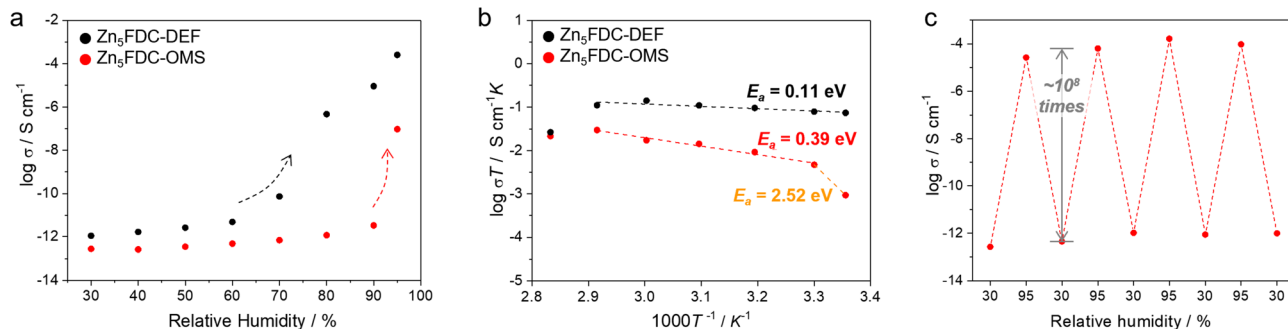 a
log σ / S cm⁻¹
-2
-4
-6
-8
-10
-12
-14
Zn₅FDC-DEF
Zn₅FDC-OMS
30 40 50 60 70 80 90 100
Relative Humidity / %
b
log σT / S cm⁻¹K
2
1
0
-1
-2
-3
-4
-5
Zn₅FDC-DEF
Zn₅FDC-OMS
Eₐ = 0.11 eV
Eₐ = 0.39 eV
Eₐ = 2.52 eV
2.8 2.9 3.0 3.1 3.2 3.3 3.4
1000T ⁻¹ / K⁻¹
c
log σ / S cm⁻¹
-4
-6
-8
-10
-12
-14
~10⁸
times
30 95 30 95 30 95 30 95 30
Relative Humidity / %